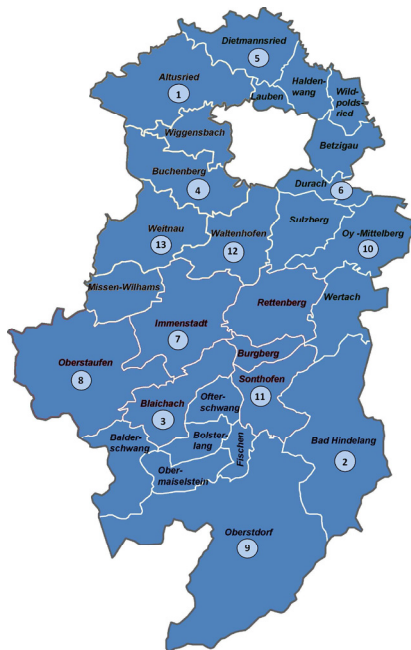 Dietmannsried
5
Altusried
1
Halden-
wang
Lauben
Wild-
polds-
ried
Wiggensbach
Betzigau
Buchenberg
4
Durach
6
Sulzberg
Weitnau
13
Waltenhofen
12
Oy -Mittelberg
10
Missen-Wilhams
Rettenberg
Wertach
Immenstadt
7
Burgberg
Oberstaufen
8
Sonthofen
11
Blaichach
3
Ofter-
schwang
Balder-
schwang
Bolster-
lang
Fischen
Bad Hindelang
2
Ober-
maiselstein
Oberstdorf
9